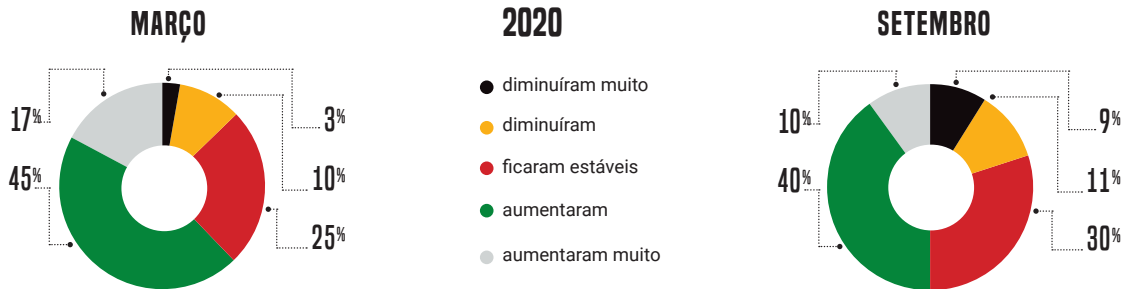 MARÇO
17%
45%
3%
10%
25%
2020
diminuíram muito
diminuíram
ficaram estáveis
aumentaram
aumentaram muito
SETEMBRO
10%
40%
9%
11%
30%